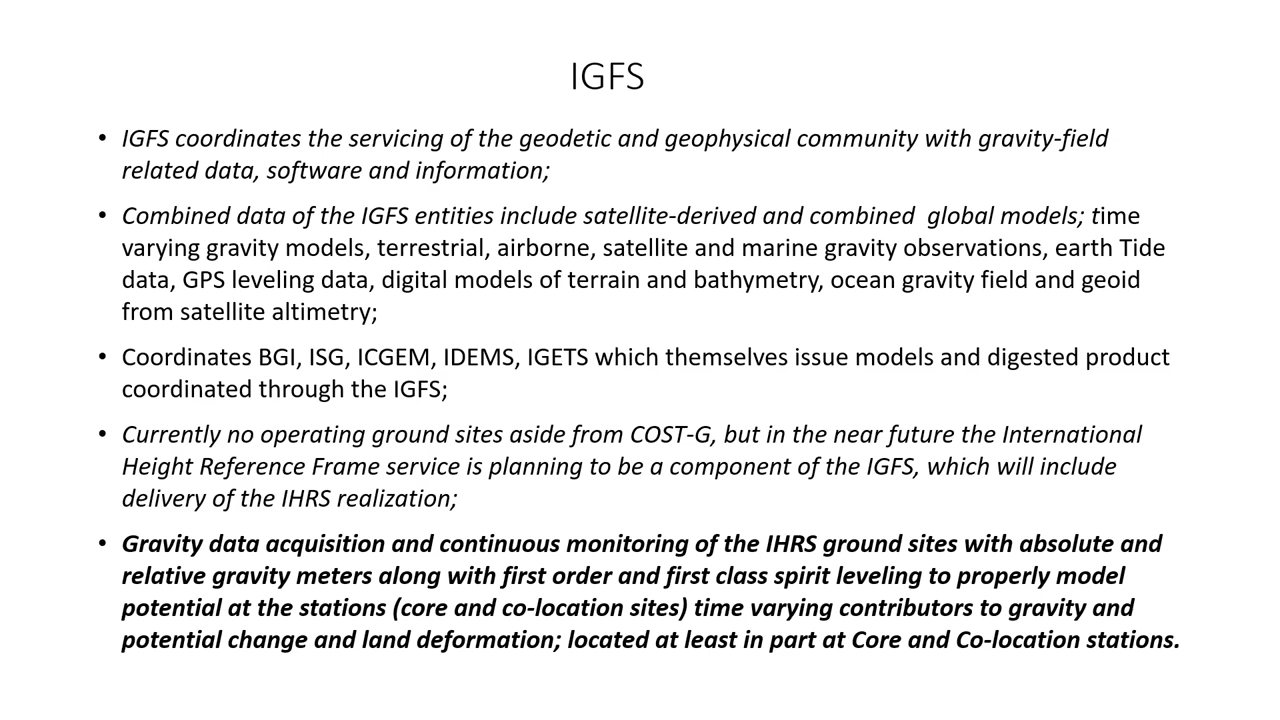 IGFS
• IGFS coordinates the servicing of the geodetic and geophysical community with gravity-field
related data, software and information;
• Combined data of the IGFS entities include satellite-derived and combined  global models; time
varying gravity models, terrestrial, airborne, satellite and marine gravity observations, earth Tide
data, GPS leveling data, digital models of terrain and bathymetry, ocean gravity field and geoid
from satellite altimetry;
• Coordinates BGI, ISG, ICGEM, IDEMS, IGETS which themselves issue models and digested product
coordinated through the IGFS;
• Currently no operating ground sites aside from COST-G, but in the near future the International
Height Reference Frame service is planning to be a component of the IGFS, which will include
delivery of the IHRS realization;
• Gravity data acquisition and continuous monitoring of the IHRS ground sites with absolute and
relative gravity meters along with first order and first class spirit leveling to properly model
potential at the stations (core and co-location sites) time varying contributors to gravity and
potential change and land deformation; located at least in part at Core and Co-location stations.